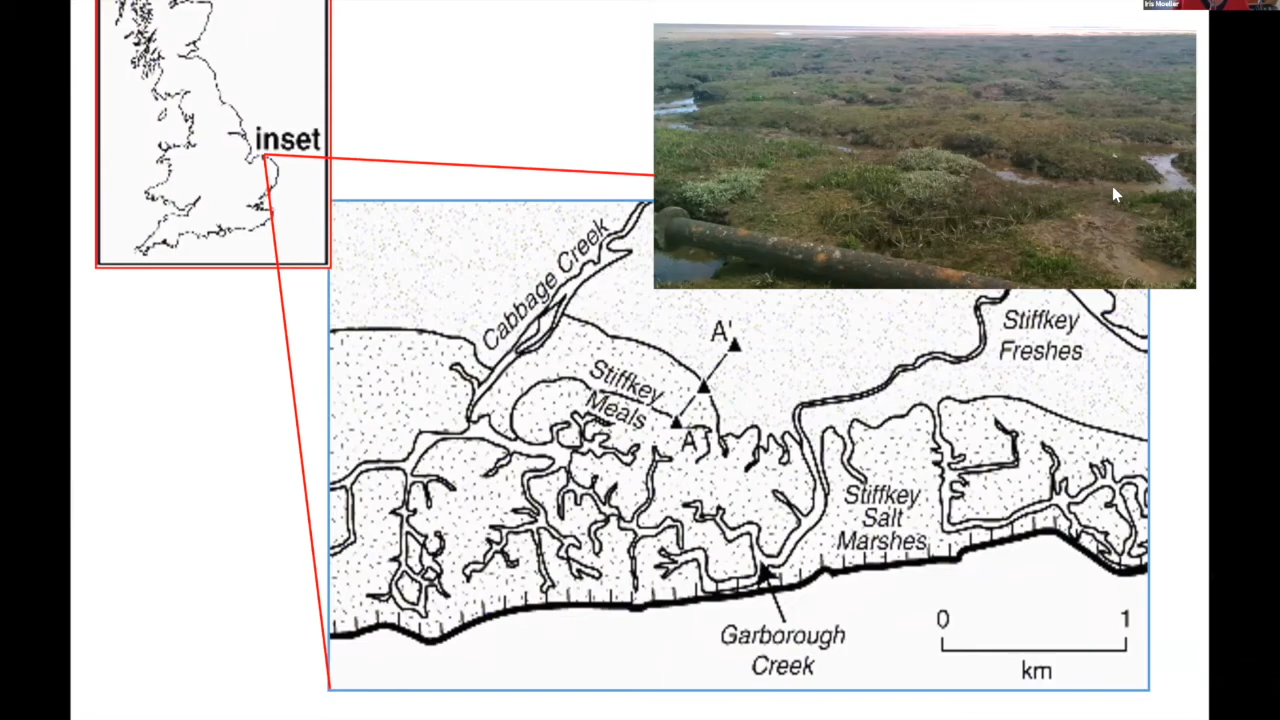 Iris Moeller
inset
Cabbage Creek
Stiffkey
Meals
A'
A
Stiffkey
Freshes
Stiffkey
Salt
Marshes
Garborough
Creek
0 1
km